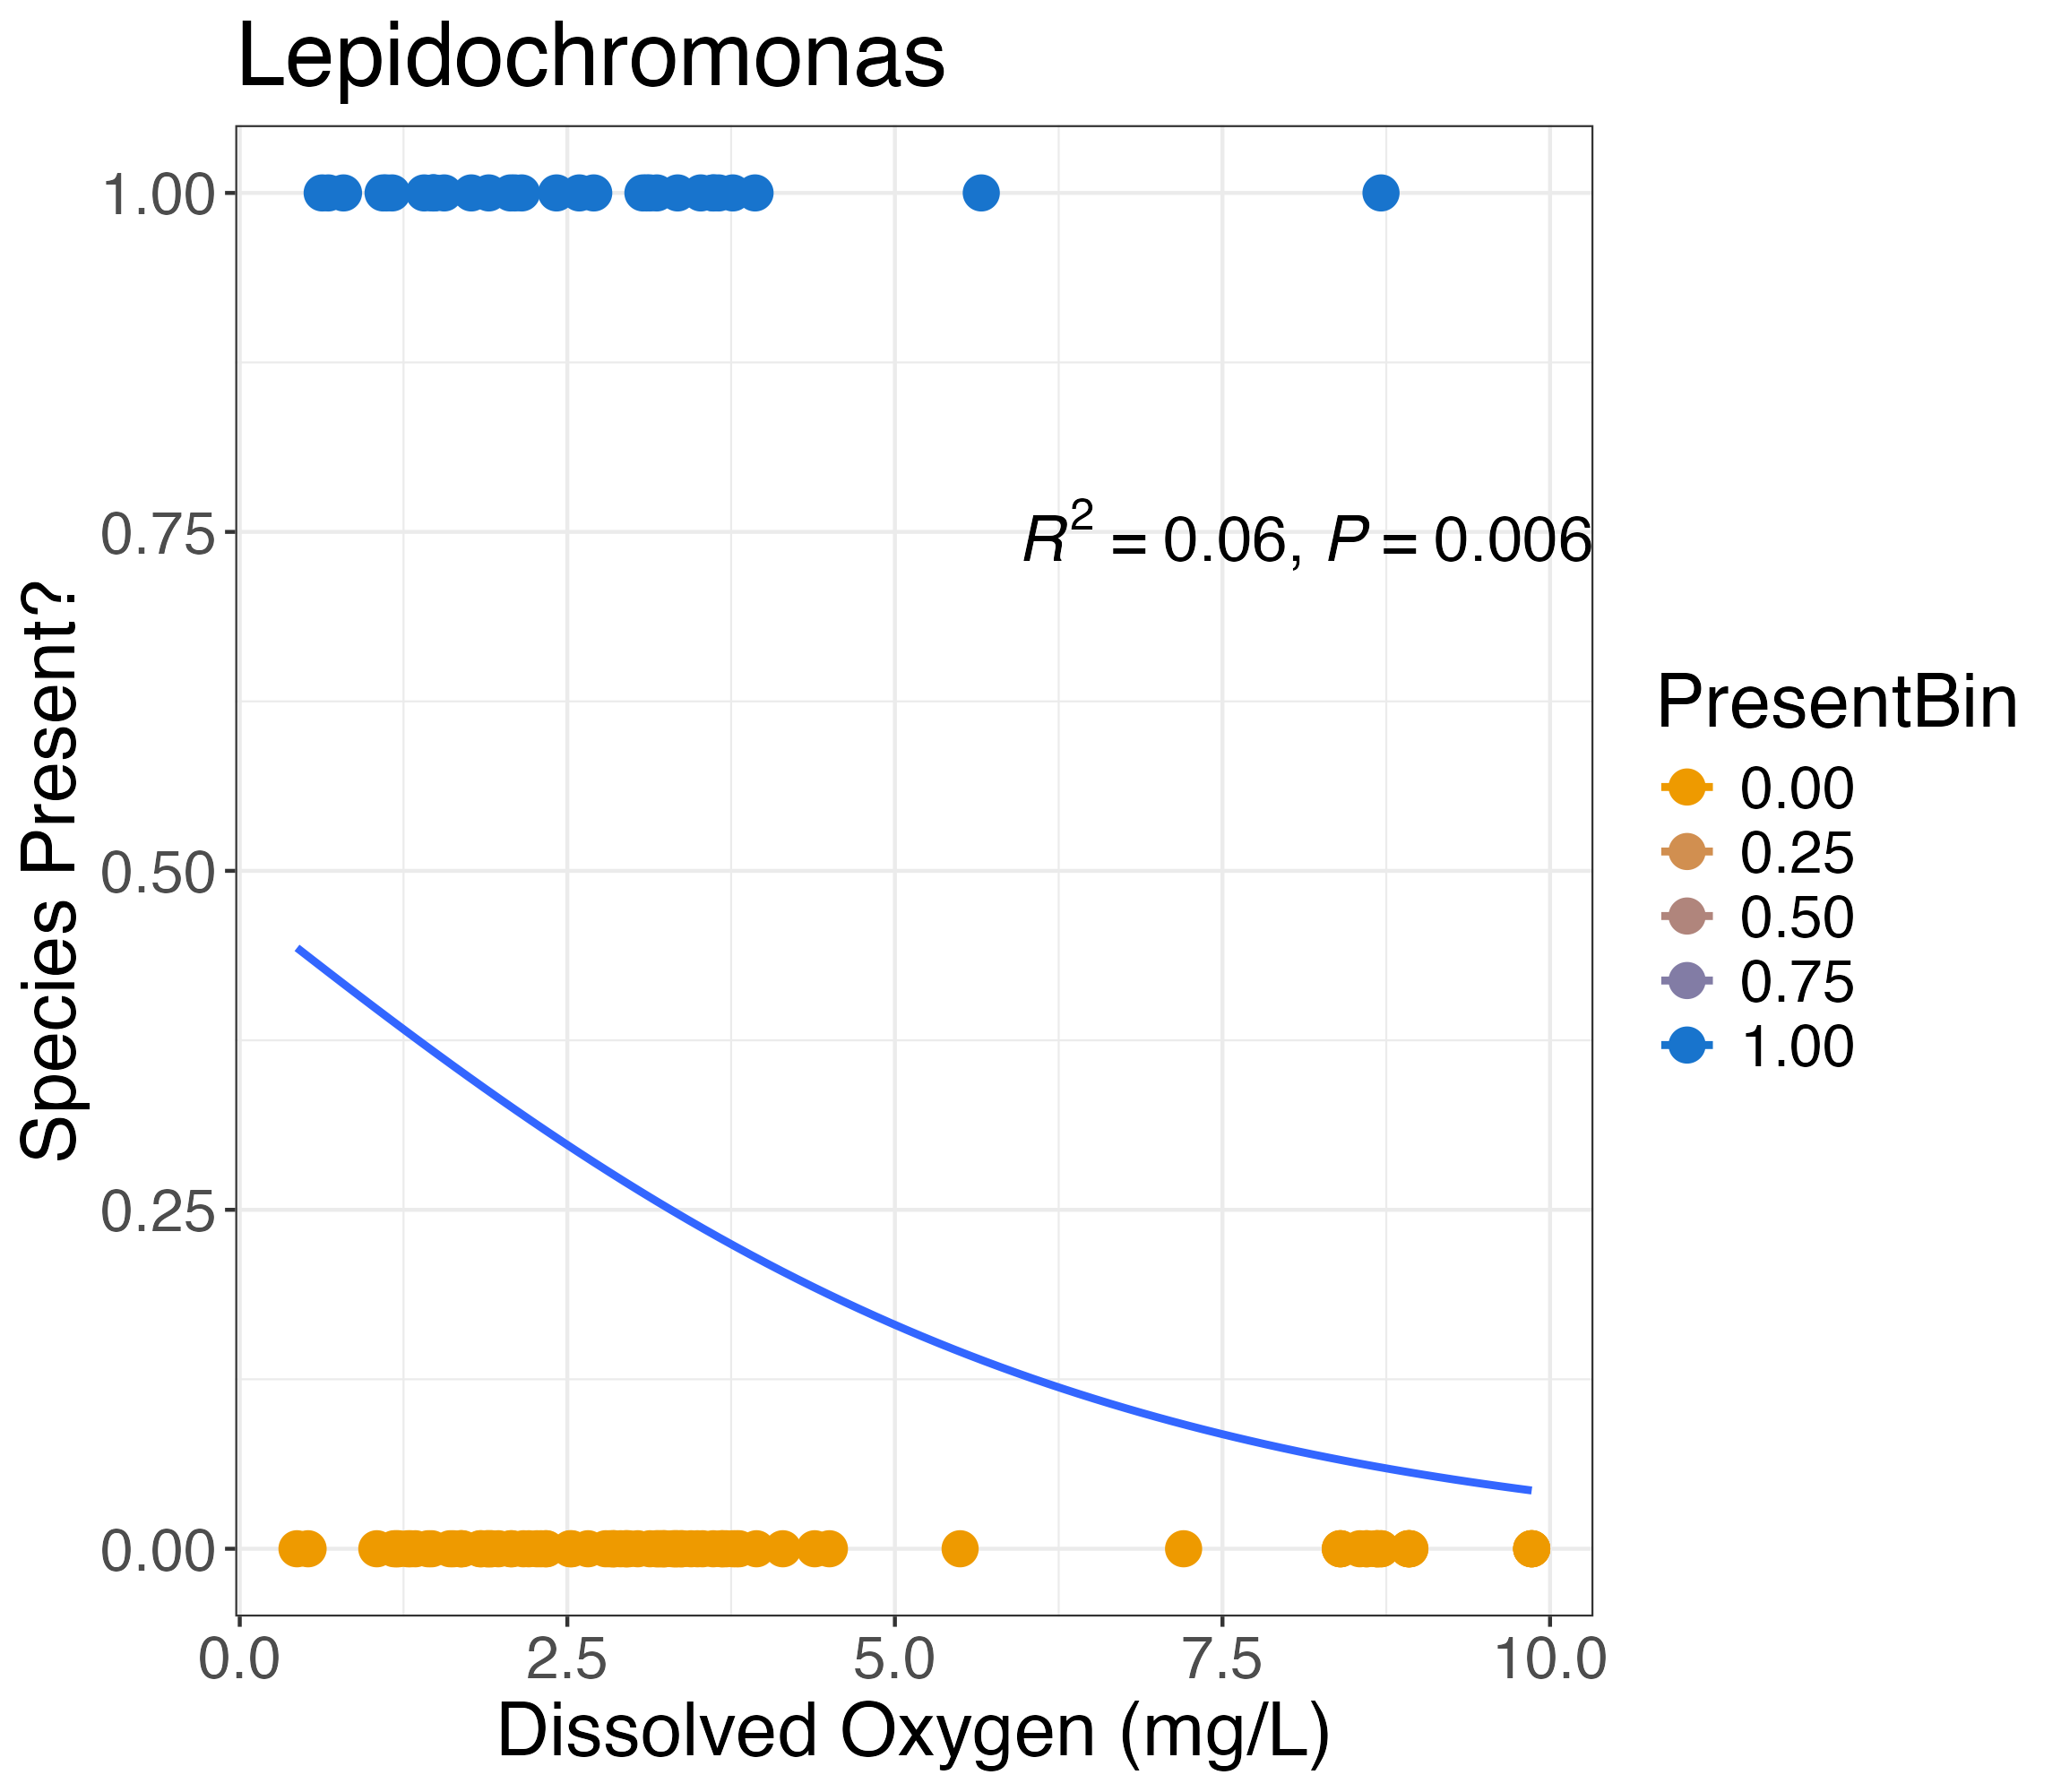 Lepidochromonas
1.00
0.75
0.50
0.25
0.00
Species Present?
R² = 0.06, P = 0.006
0.0 2.5 5.0 7.5 10.0
Dissolved Oxygen (mg/L)
PresentBin
0.00
0.25
0.50
0.75
1.00